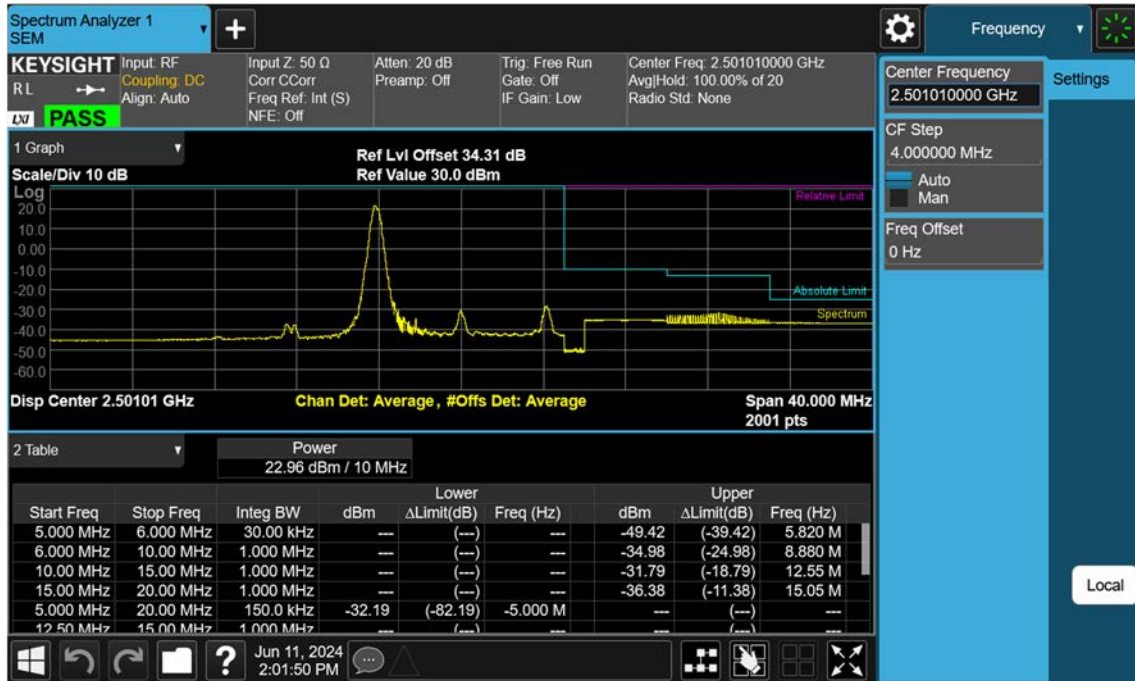 Spectrum Analyzer 1
SEM
+
Frequency
KEYSIGHT
RL
LXI
PASS
Input: RF
Coupling: DC
Align: Auto
Input Z: 50 Ω
Corr CCorr
Freq Ref: Int (S)
NFE: Off
Atten: 20 dB
Preamp: Off
Trig: Free Run
Gate: Off
IF Gain: Low
Center Freq: 2.501010000 GHz
Avg|Hold: 100.00% of 20
Radio Std: None
Center Frequency
2.501010000 GHz
Settings
CF Step
4.000000 MHz
Auto
Man
Freq Offset
0 Hz
1 Graph
Ref Lvl Offset 34.31 dB
Scale/Div 10 dB
Ref Value 30.0 dBm
Log
20.0
10.0
0.00
-10.0
-20.0
-30.0
-40.0
-50.0
-60.0
Relative Limit
Absolute Limit
Spectrum
Disp Center 2.50101 GHz
Chan Det: Average, #Offs Det: Average
Span 40.000 MHz
2001 pts
2 Table
Power
22.96 dBm / 10 MHz
Lower Upper
Start Freq Stop Freq Integ BW dBm ΔLimit(dB) Freq (Hz) dBm ΔLimit(dB) Freq (Hz)
5.000 MHz 6.000 MHz 30.00 kHz --- (---) --- -49.42 (-39.42) 5.820 M
6.000 MHz 10.00 MHz 1.000 MHz --- (---) --- -34.98 (-24.98) 8.880 M
10.00 MHz 15.00 MHz 1.000 MHz --- (---) --- -31.79 (-18.79) 12.55 M
15.00 MHz 20.00 MHz 1.000 MHz --- (---) --- -36.38 (-11.38) 15.05 M
5.000 MHz 20.00 MHz 150.0 kHz -32.19 (-82.19) -5.000 M --- (---) ---
12.50 MHz 15.00 MHz 1.000 MHz --- (---) --- --- (---) ---
Local
?
Jun 11, 2024
2:01:50 PM